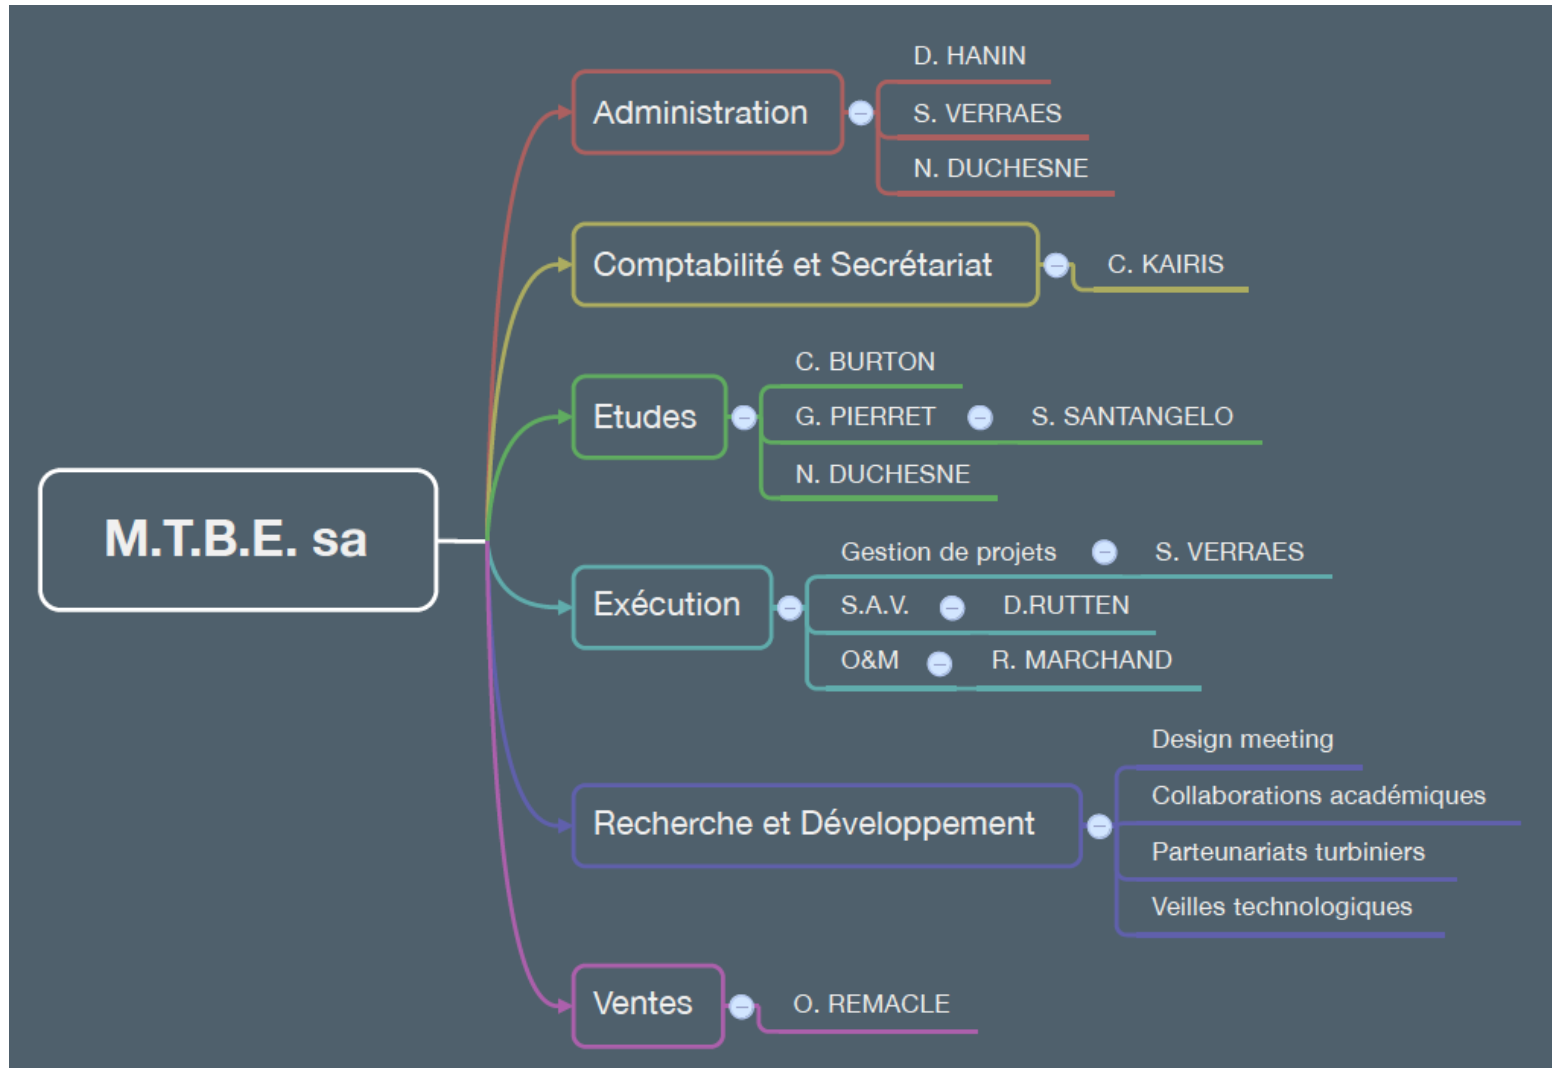 M.T.B.E. sa
Administration
D. HANIN
S. VERRAES
N. DUCHESNE
Comptabilité et Secrétariat
C. KAIRIS
Etudes
C. BURTON
G. PIERRET
S. SANTANGELO
N. DUCHESNE
Exécution
Gestion de projets
S. VERRAES
S.A.V.
D.RUTTEN
O&M
R. MARCHAND
Recherche et Développement
Design meeting
Collaborations académiques
Parteunariats turbiniers
Veilles technologiques
Ventes
O. REMACLE